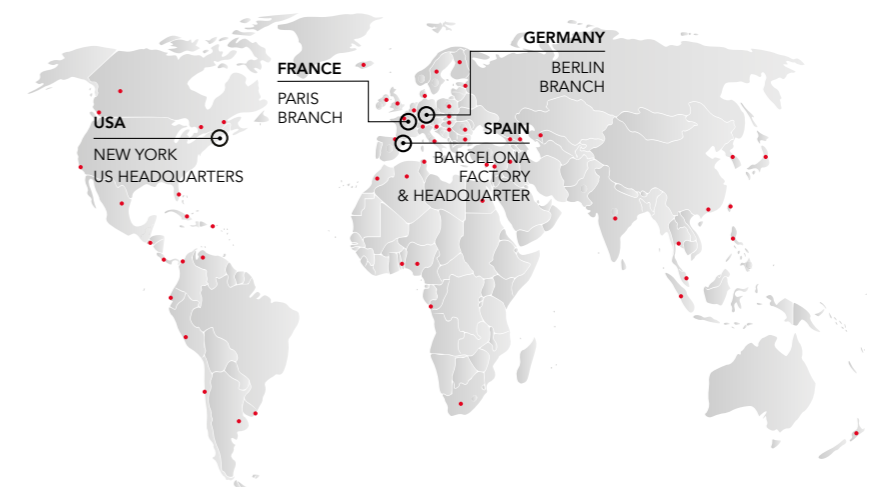 GERMANY
BERLIN
BRANCH
FRANCE
PARIS
BRANCH
USA
NEW YORK
US HEADQUARTERS
SPAIN
BARCELONA
FACTORY
& HEADQUARTER